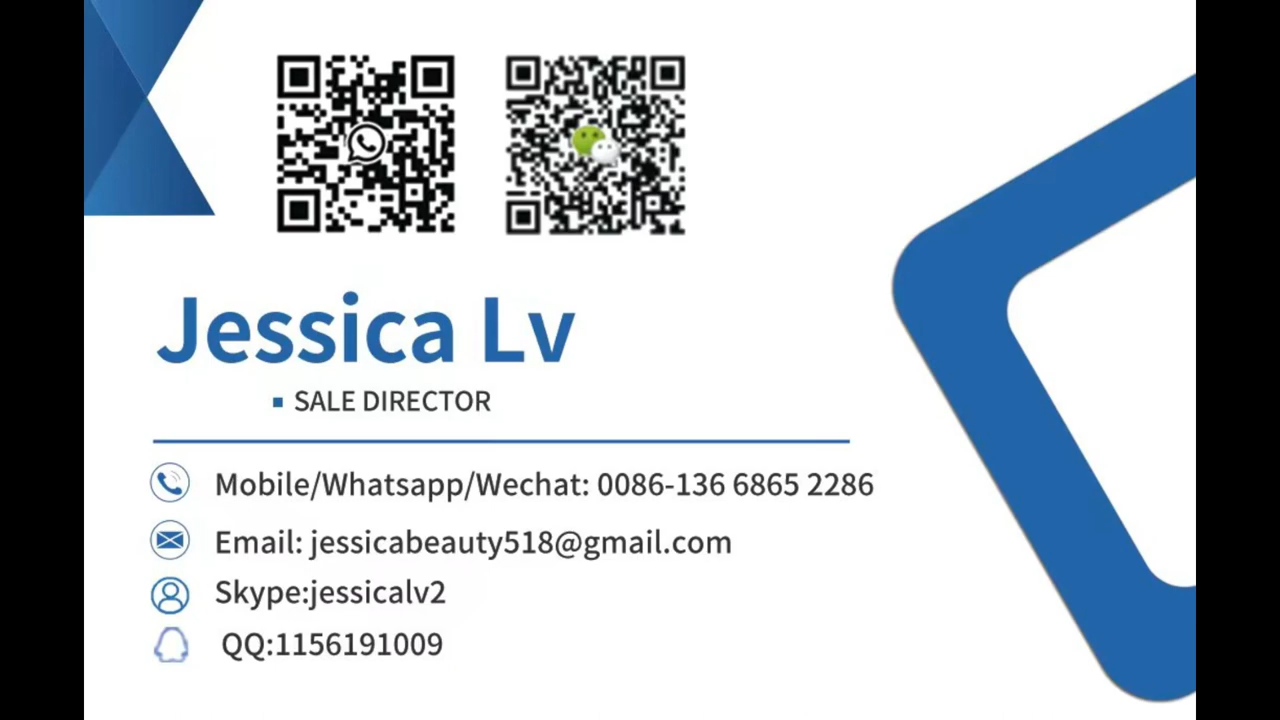 Jessica Lv
SALE DIRECTOR
Mobile/Whatsapp/Wechat: 0086-136 6865 2286
Email: jessicabeauty518@gmail.com
Skype:jessicalv2
QQ:1156191009